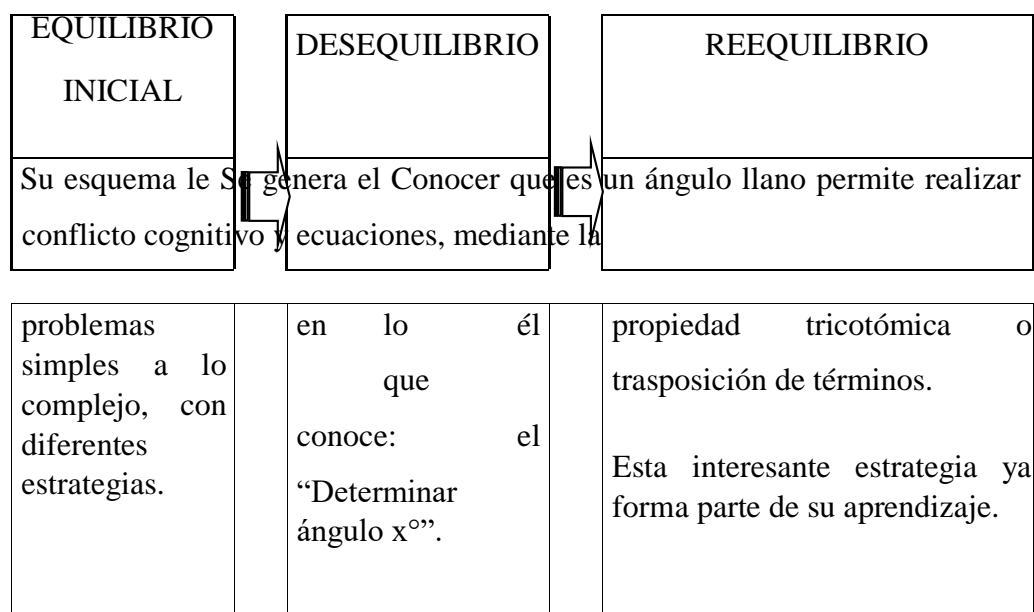 EQUILIBRIO
INICIAL
DESEQUILIBRIO
REEQUILIBRIO
Su esquema le Se genera el Conocer que es un ángulo llano permite realizar
conflicto cognitivo y ecuaciones, mediante la
problemas
simples a lo
complejo, con
diferentes
estrategias.
en lo él
que
conoce: el
“Determinar
ángulo x°”.
propiedad tricotómica o
trasposición de términos.
Esta interesante estrategia ya
forma parte de su aprendizaje.